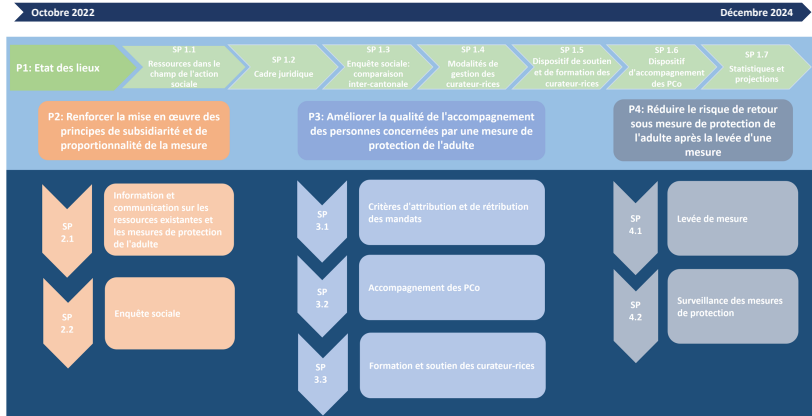 Octobre 2022
Décembre 2024
P1: Etat des lieux
SP 1.1
Ressources dans
le champ de l'action
sociale
SP 1.2
Cadre juridique
SP 1.3
Enquête sociale:
comparaison
inter-cantonale
SP 1.4
Modalités de
gestion des
curateur-rices
SP 1.5
Dispositif de soutien
et de formation des
curateur-rices
SP 1.6
Dispositif
d'accompagnement
des PCo
SP 1.7
Statistiques et
projections
P2: Renforcer la mise en œuvre des
principes de subsidiarité et de
proportionnalité de la mesure
P3: Améliorer la qualité de l'accompagnement
des personnes concernées par une mesure de
protection de l'adulte
P4: Réduire le risque de retour
sous mesure de protection de
l'adulte après la levée d'une
mesure
SP
2.1
Information et
communication sur les
ressources existantes et
les mesures de protection
de l'adulte
SP
2.2
Enquête sociale
SP
3.1
Critères d'attribution et de rétribution
des mandats
SP
3.2
Accompagnement des PCo
SP
3.3
Formation et soutien des curateur-rices
SP
4.1
Levée de mesure
SP
4.2
Surveillance des mesures
de protection